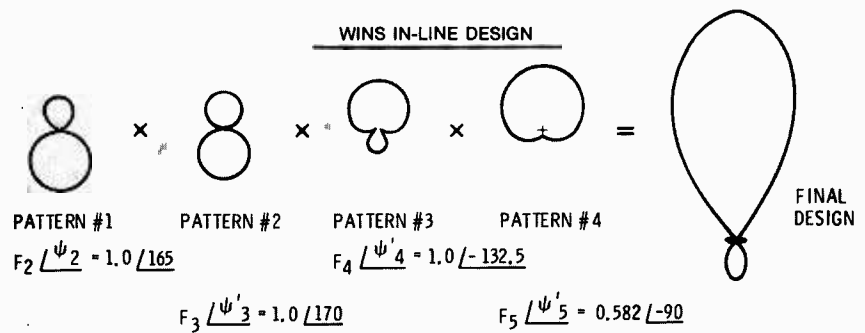 WINS IN-LINE DESIGN
× × × =
PATTERN #1 PATTERN #2 PATTERN #3 PATTERN #4
FINAL
DESIGN
F2 /ψ2 = 1.0 /165
F4 /ψ'4 = 1.0 /-132.5
F3 /ψ'3 = 1.0 /170
F5 /ψ'5 = 0.582 /-90